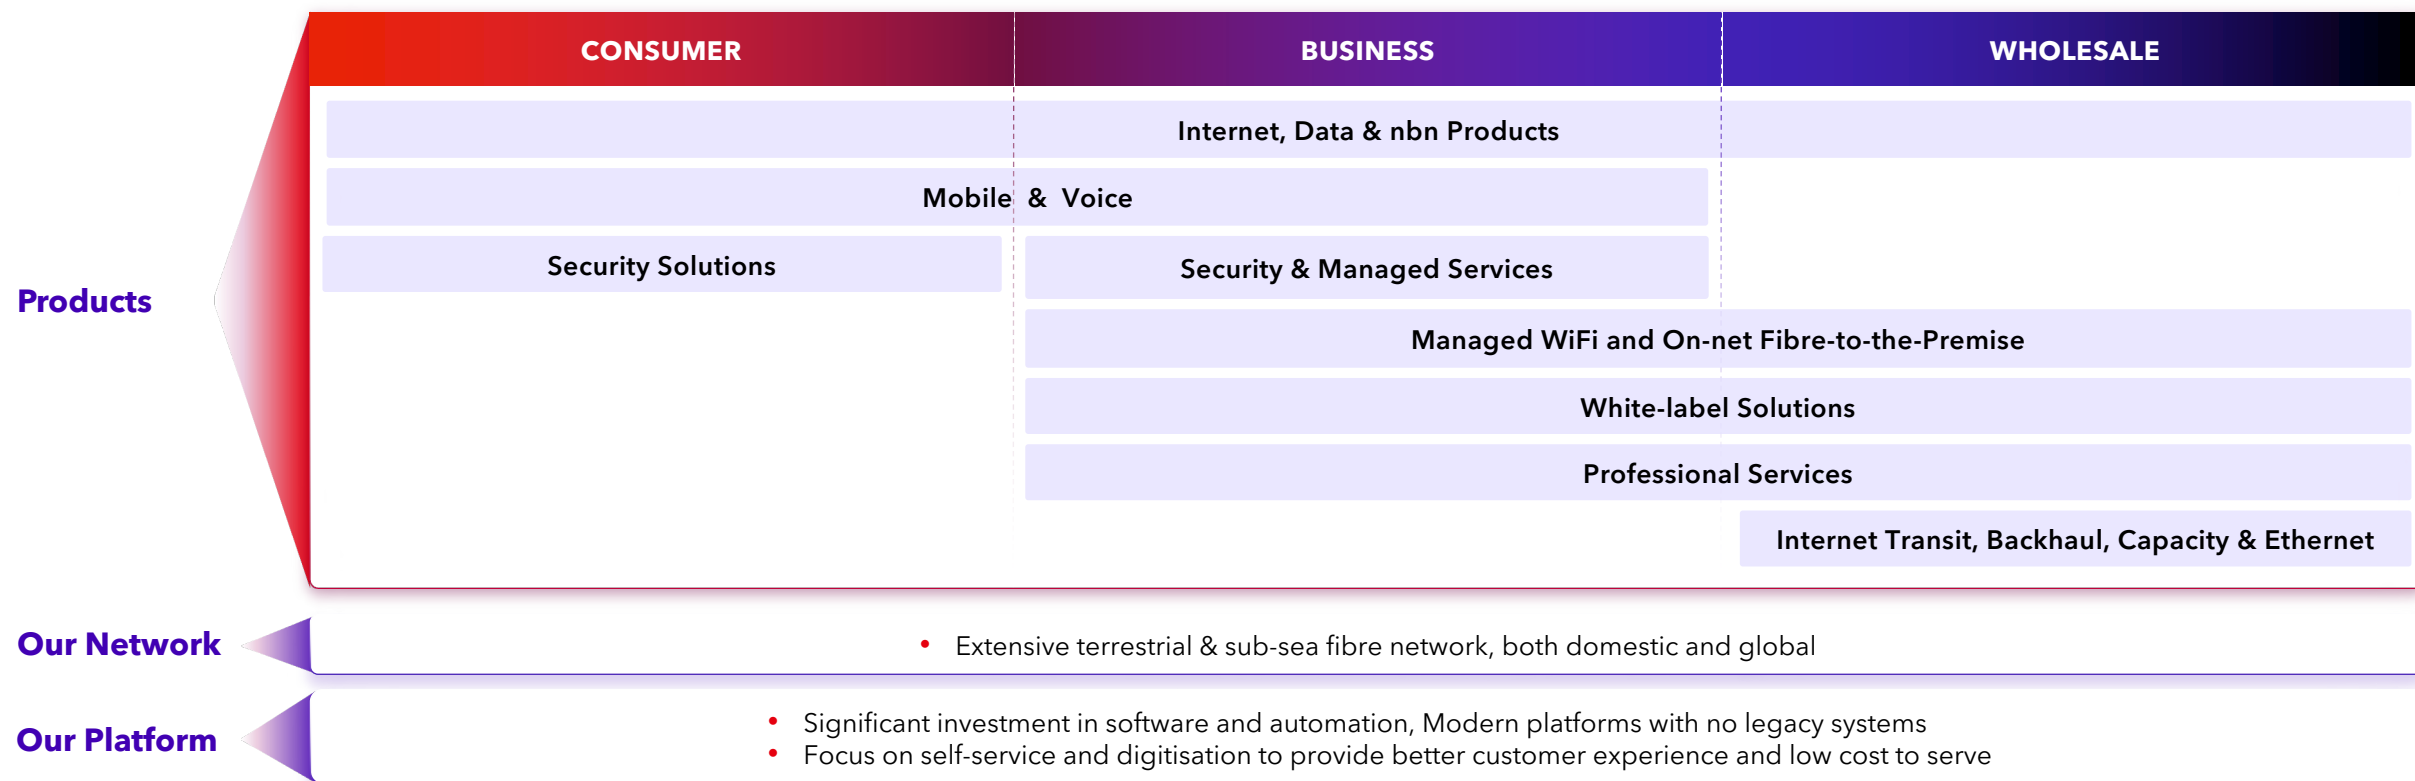 CONSUMER
BUSINESS
WHOLESALE
Internet, Data & nbn Products
Mobile & Voice
Security Solutions
Security & Managed Services
Products
Managed WiFi and On-net Fibre-to-the-Premise
White-label Solutions
Professional Services
Internet Transit, Backhaul, Capacity & Ethernet
Our Network
• Extensive terrestrial & sub-sea fibre network, both domestic and global
Our Platform
• Significant investment in software and automation, Modern platforms with no legacy systems
• Focus on self-service and digitisation to provide better customer experience and low cost to serve